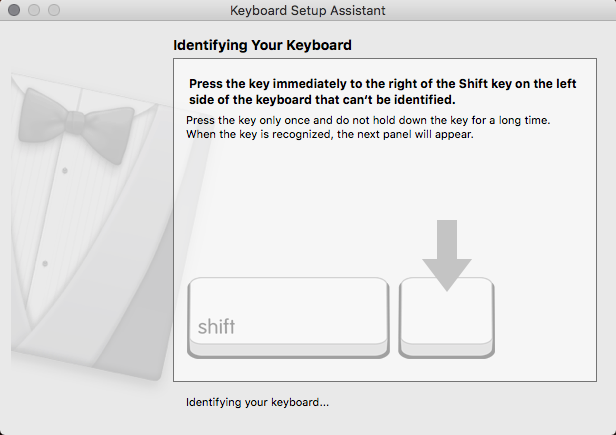 Keyboard Setup Assistant
Identifying Your Keyboard
Press the key immediately to the right of the Shift key on the left
side of the keyboard that can't be identified.
Press the key only once and do not hold down the key for a long time.
When the key is recognized, the next panel will appear.
shift
Identifying your keyboard...